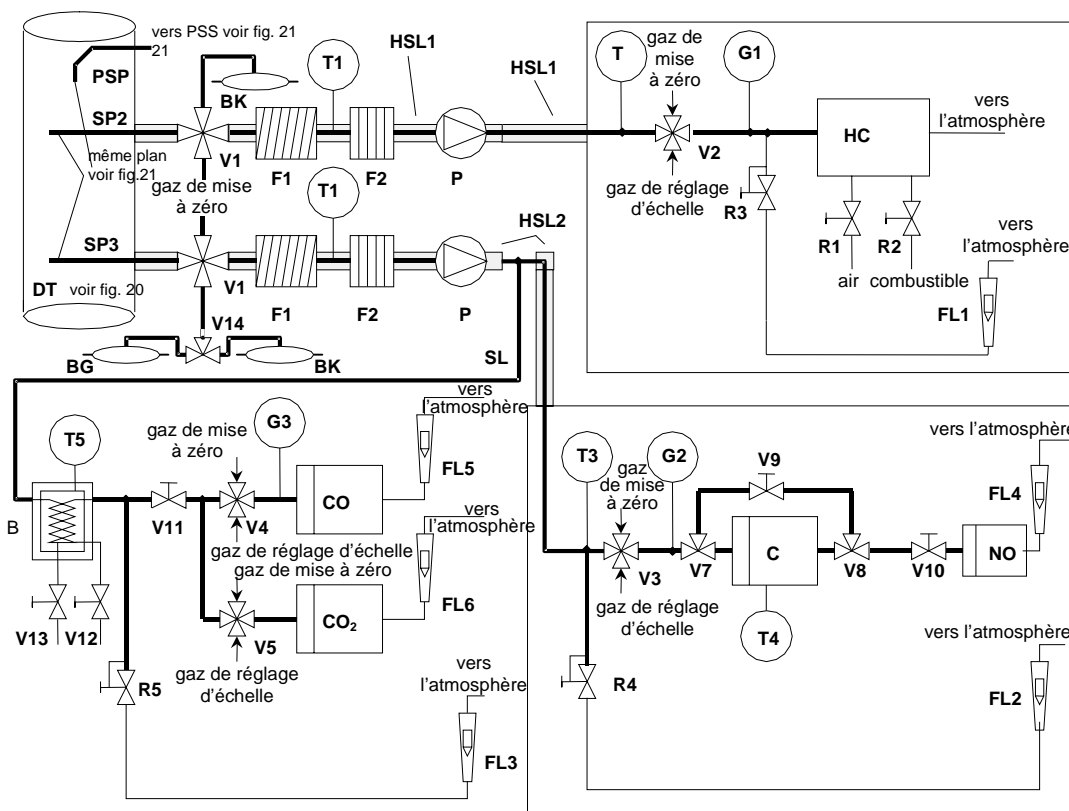 vers PSS voir fig. 21
21
PSP
SP2
même plan
voir fig.21
SP3
DT voir fig. 20
BK
V1
gaz de mise
à zéro
V1
V14
BG
BK
T1
F1
F2
HSL1
P
HSL1
T1
F1
F2
P
HSL2
SL
T
gaz de
mise
à zéro
V2
gaz de réglage
d'échelle
G1
R3
HC
vers
l'atmosphère
R1
R2
air combustible
vers
l'atmosphère
FL1
B
T5
V13
V12
V11
gaz de mise
à zéro
G3
V4
CO
vers
l'atmosphère
FL5
gaz de réglage d'échelle
gaz de mise à zéro
V5
CO2
vers
l'atmosphère
FL6
gaz de réglage
d'échelle
R5
vers
l'atmosphère
FL3
T3
gaz
de mise
à zéro
G2
V3
gaz de réglage
d'échelle
V7
V9
C
T4
V8
V10
NO
vers l'atmosphère
FL4
R4
vers l'atmosphère
FL2